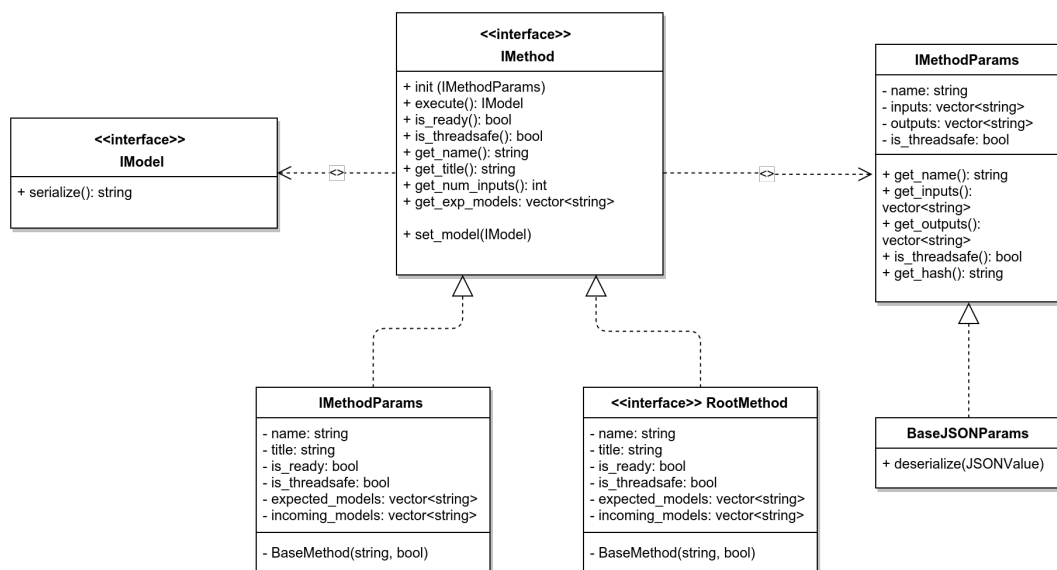 <<interface>>
IMethod
+ init (IMethodParams)
+ execute(): IModel
+ is_ready(): bool
+ is_threadsafe(): bool
+ get_name(): string
+ get_title(): string
+ get_num_inputs(): int
+ get_exp_models: vector<string>
+ set_model(IModel)
<<interface>>
IModel
+ serialize(): string
<>
<>
IMethodParams
- name: string
- inputs: vector<string>
- outputs: vector<string>
- is_threadsafe: bool
+ get_name(): string
+ get_inputs():
vector<string>
+ get_outputs():
vector<string>
+ is_threadsafe(): bool
+ get_hash(): string
IMethodParams
- name: string
- title: string
- is_ready: bool
- is_threadsafe: bool
- expected_models: vector<string>
- incoming_models: vector<string>
- BaseMethod(string, bool)
<<interface>> RootMethod
- name: string
- title: string
- is_ready: bool
- is_threadsafe: bool
- expected_models: vector<string>
- incoming_models: vector<string>
- BaseMethod(string, bool)
BaseJSONParams
+ deserialize(JSONValue)